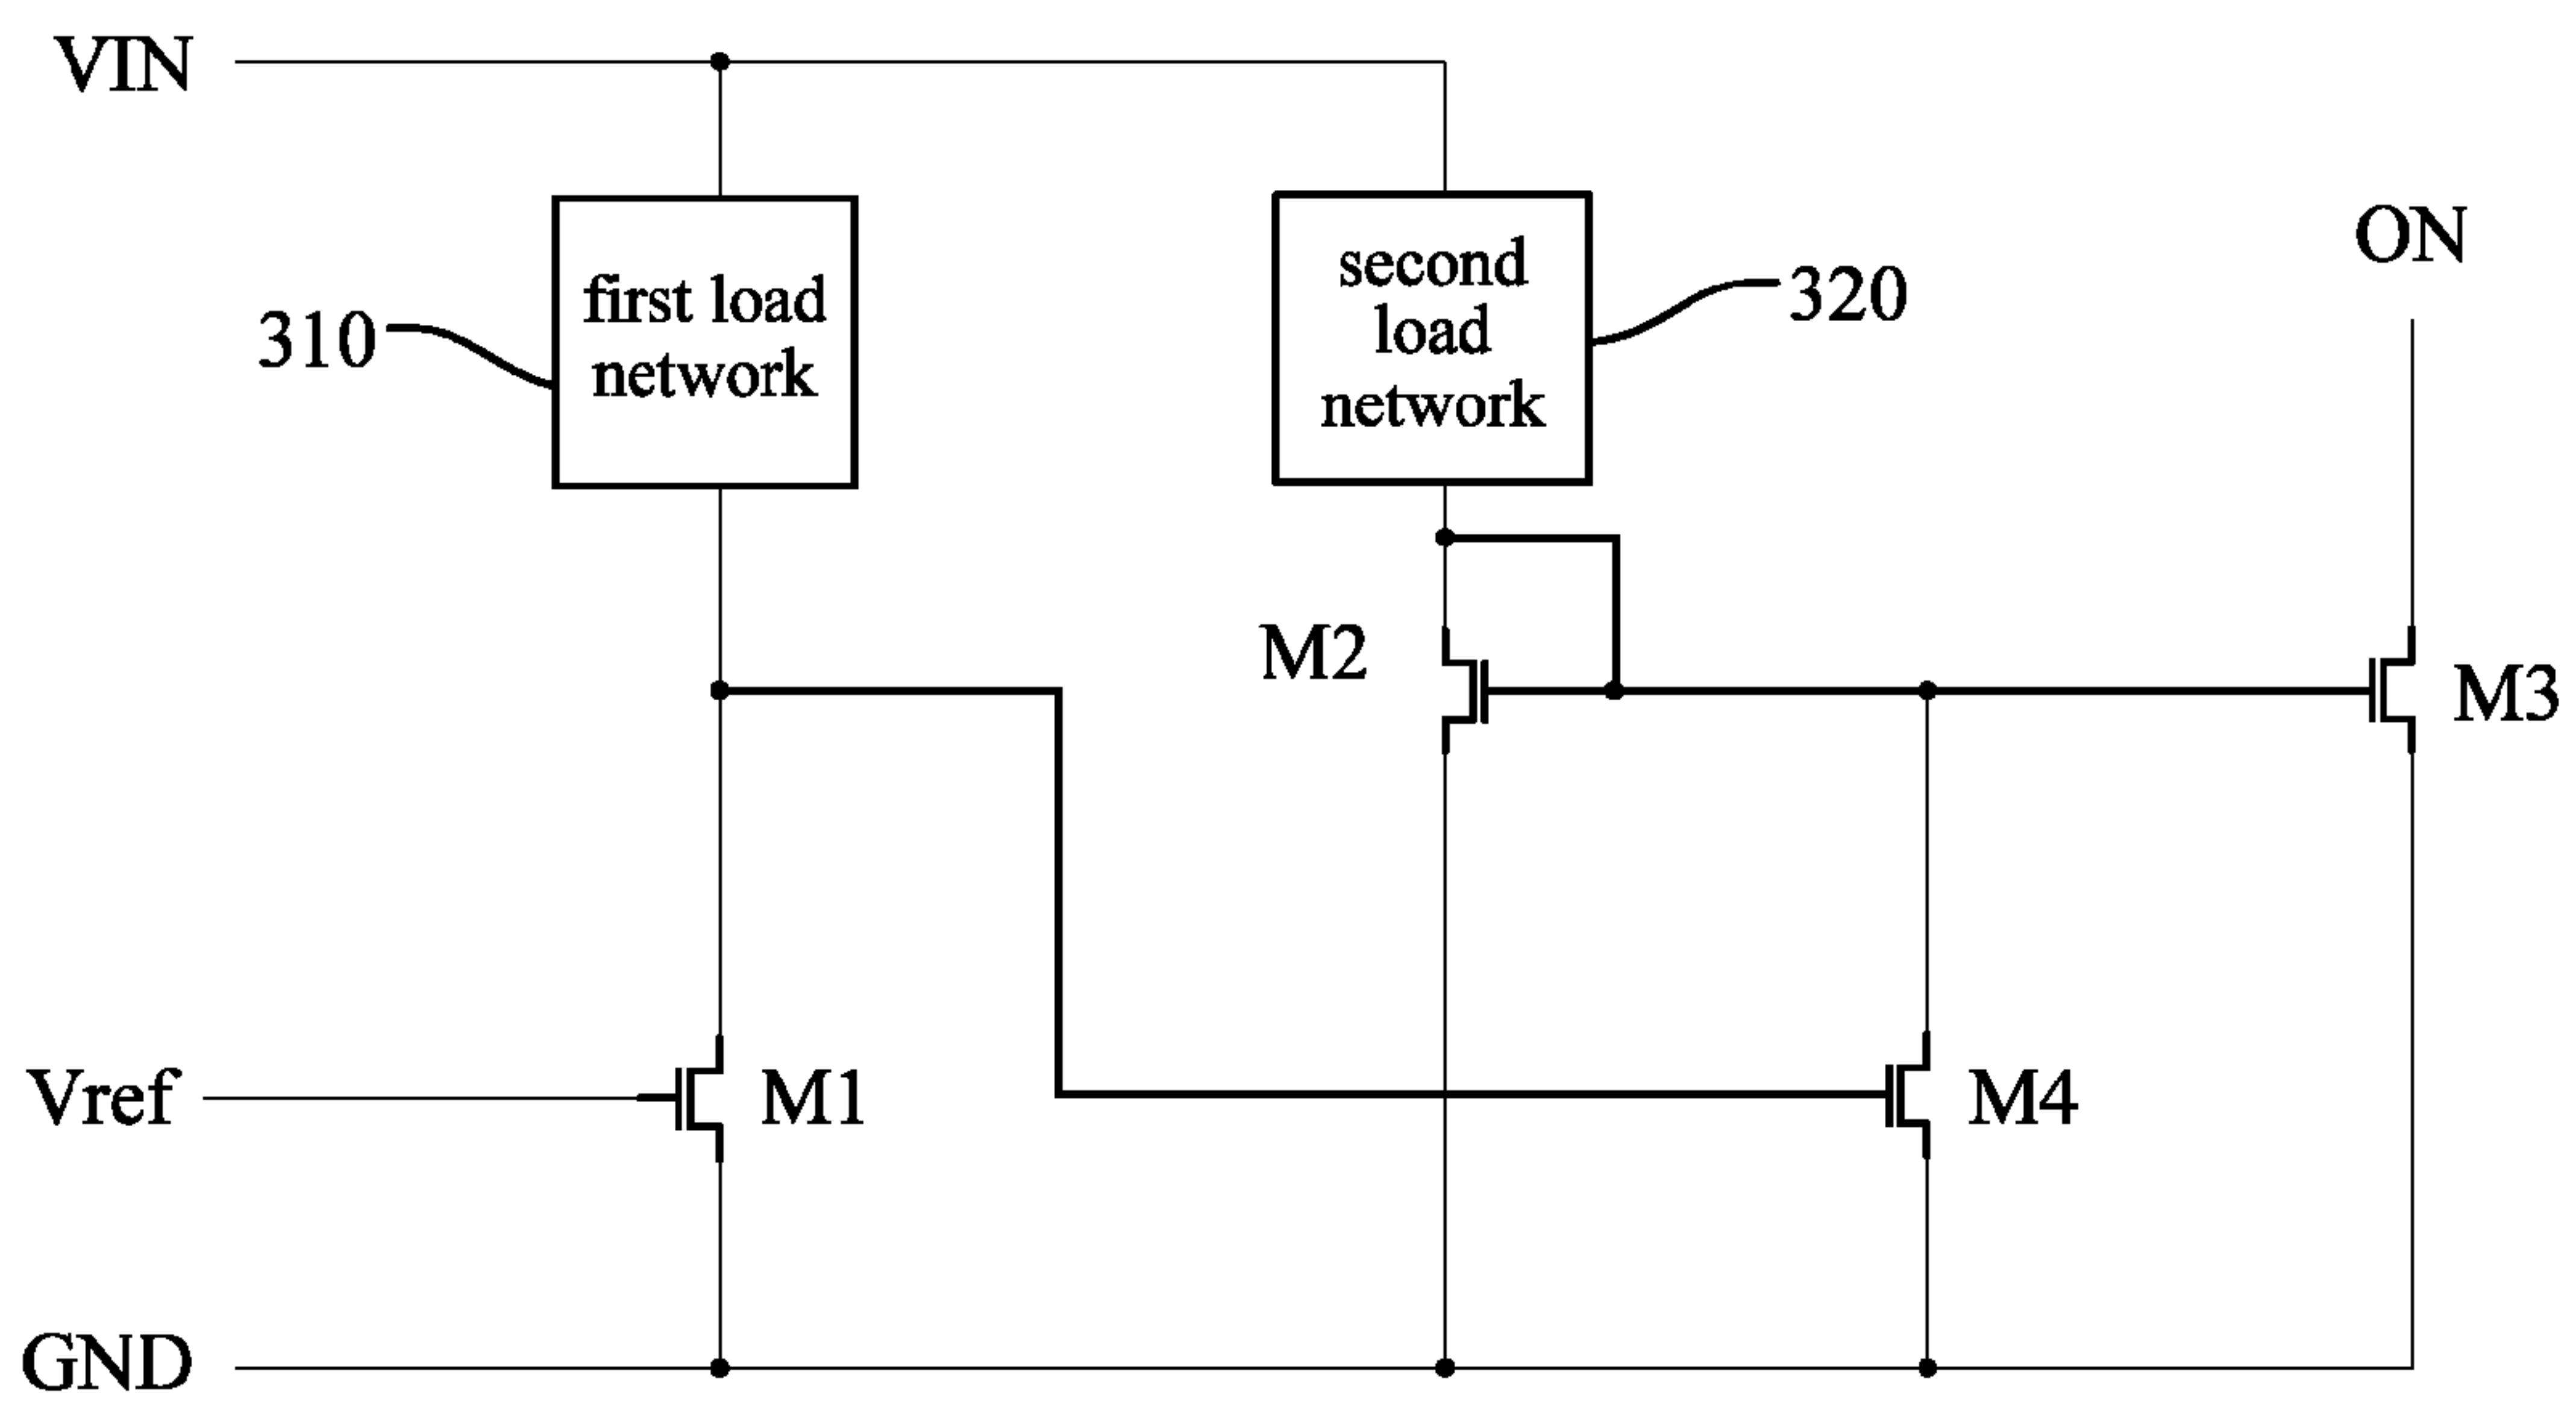 VIN
first load
network
310
second
load
network
320
ON
M2
M3
Vref
M1
M4
GND